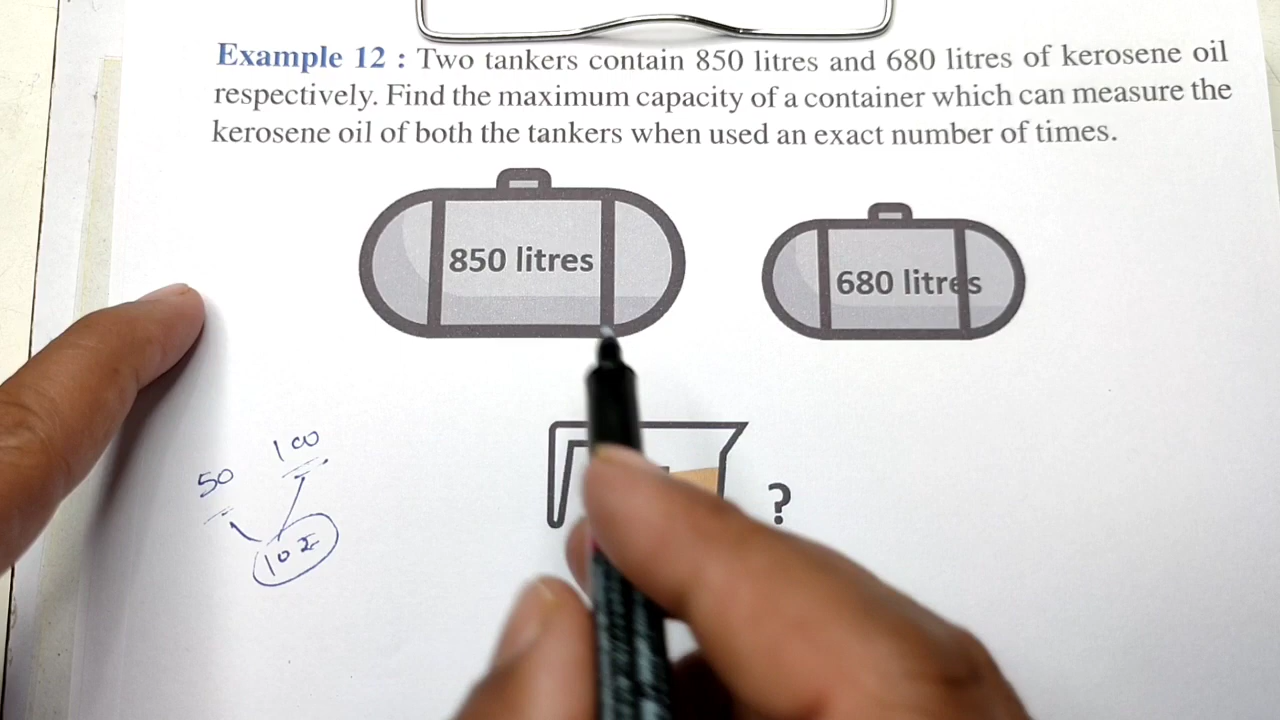 Example 12 : Two tankers contain 850 litres and 680 litres of kerosene oil
respectively. Find the maximum capacity of a container which can measure the
kerosene oil of both the tankers when used an exact number of times.
850 litres
680 litres
?
100
50